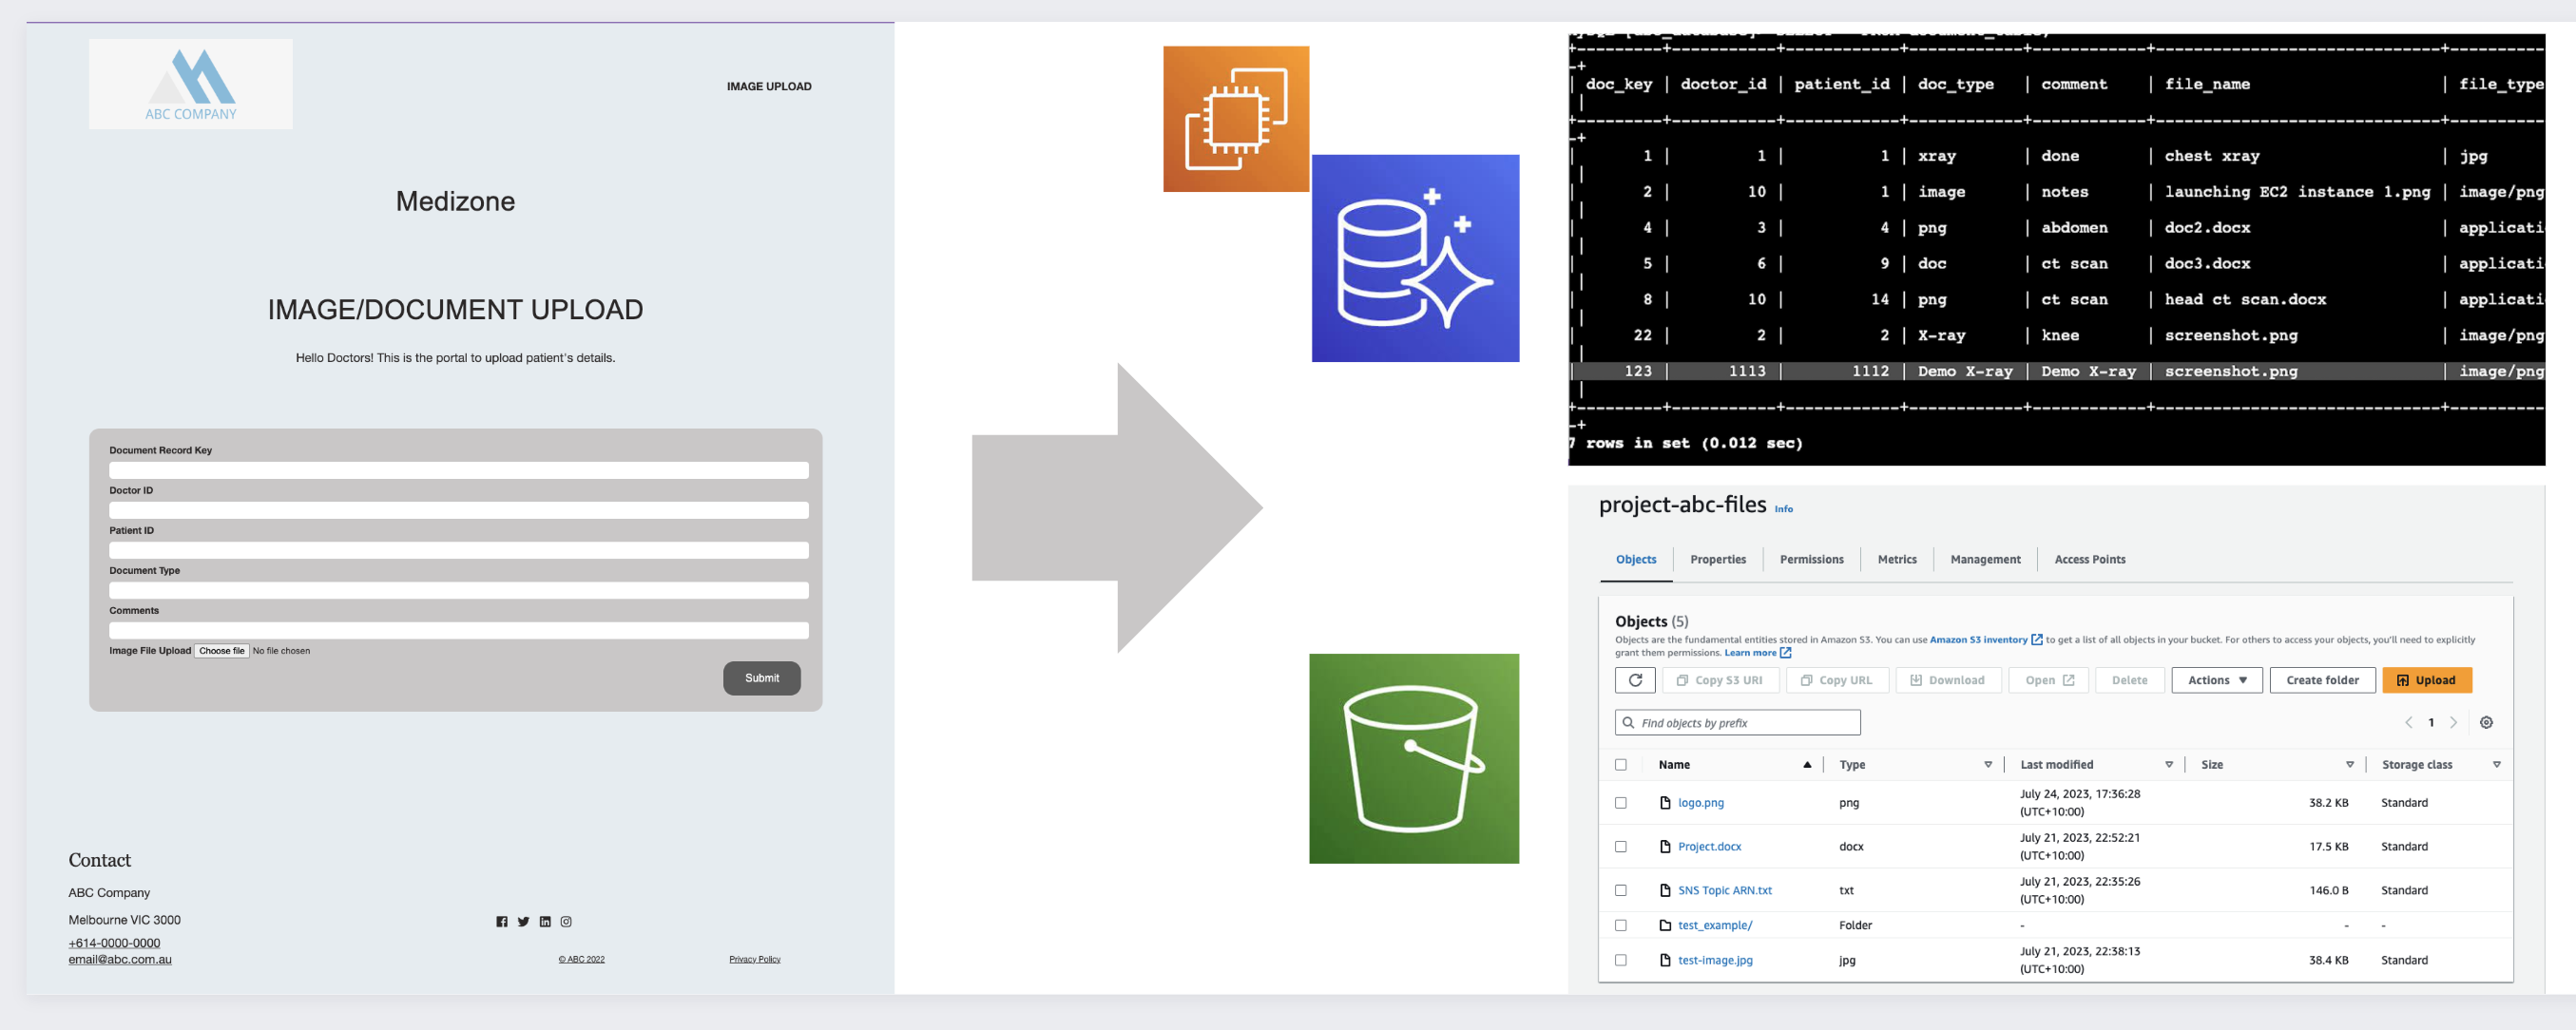 ABC COMPANY
IMAGE UPLOAD
Medizone
IMAGE/DOCUMENT UPLOAD
Hello Doctors! This is the portal to upload patient's details.
Document Record Key
Doctor ID
Patient ID
Document Type
Comments
Image File Upload Choose file No file chosen
Submit
Contact
ABC Company
Melbourne VIC 3000
+614-0000-0000
email@abc.com.au
© ABC 2022
Privacy Policy
doc_key | doctor_id | patient_id | doc_type | comment | file_name | file_type
1 | 1 | 1 | xray | done | chest xray | jpg
2 | 10 | 1 | image | notes | launching EC2 instance 1.png | image/png
4 | 3 | 4 | png | abdomen | doc2.docx | applicati
5 | 6 | 9 | doc | ct scan | doc3.docx | applicati
8 | 10 | 14 | png | ct scan | head ct scan.docx | applicati
22 | 2 | 2 | X-ray | knee | screenshot.png | image/png
123 | 1113 | 1112 | Demo X-ray | Demo X-ray | screenshot.png | image/png
7 rows in set (0.012 sec)
project-abc-files Info
Objects Properties Permissions Metrics Management Access Points
Objects (5)
Objects are the fundamental entities stored in Amazon S3. You can use Amazon S3 inventory to get a list of all objects in your bucket. For others to access your objects, you'll need to explicitly
grant them permissions. Learn more
Copy S3 URI Copy URL Download Open Delete Actions Create folder Upload
Find objects by prefix
1
Name Type Last modified Size Storage class
logo.png png July 24, 2023, 17:36:28 38.2 KB Standard
(UTC+10:00)
Project.docx docx July 21, 2023, 22:52:21 17.5 KB Standard
(UTC+10:00)
SNS Topic ARN.txt txt July 21, 2023, 22:35:26 146.0 B Standard
(UTC+10:00)
test_example/ Folder - - -
test-image.jpg jpg July 21, 2023, 22:38:13 38.4 KB Standard
(UTC+10:00)